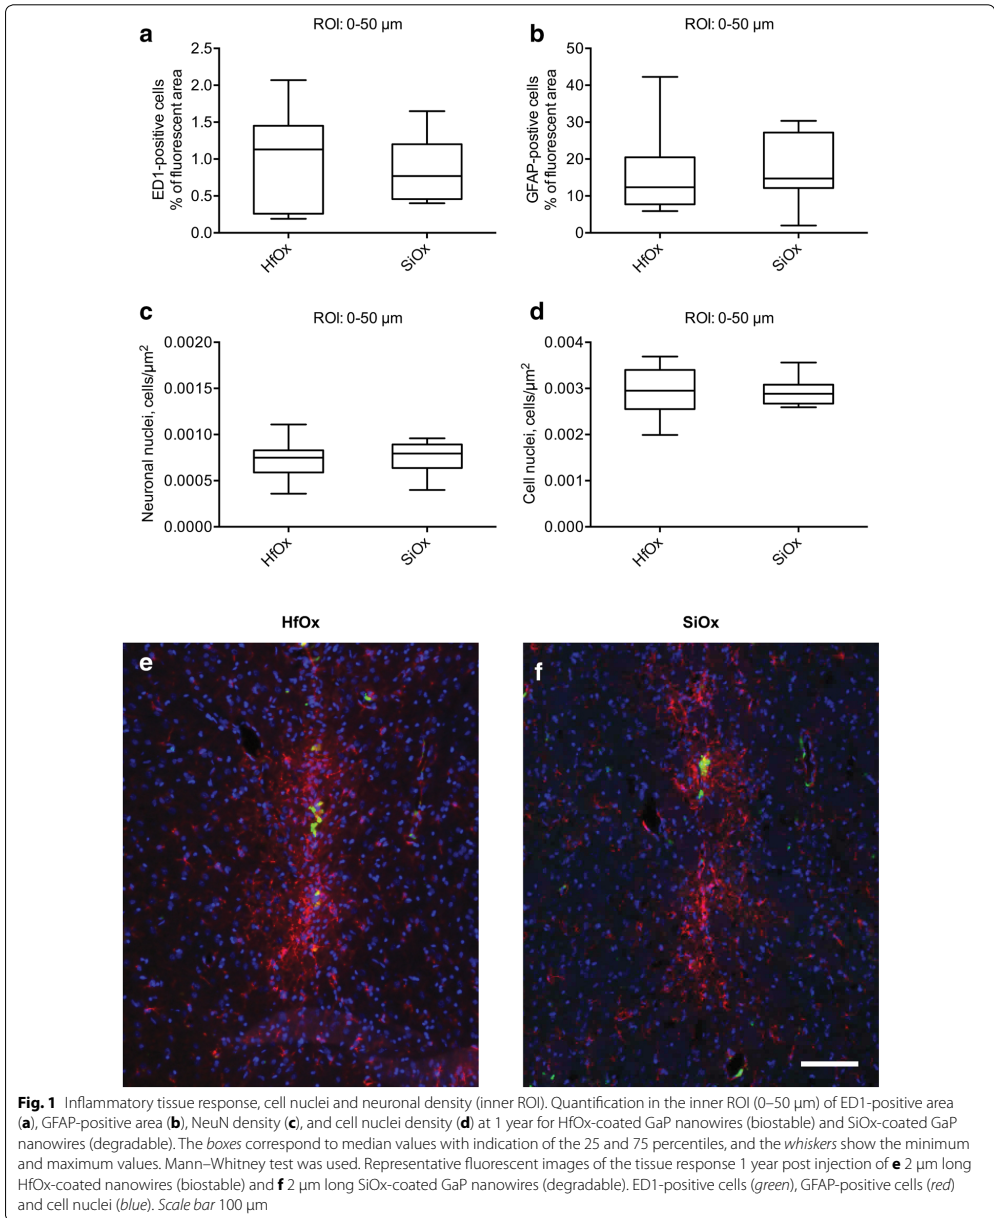 a
ROI: 0-50 µm
ED1-positive cells
% of fluorescent area
2.5
2.0
1.5
1.0
0.5
0.0
HfOx
SiOx
b
ROI: 0-50 µm
GFAP-postive cells
% of fluorescent area
50
40
30
20
10
0
HfOx
SiOx
c
ROI: 0-50 µm
Neuronal nuclei, cells/µm²
0.0020
0.0015
0.0010
0.0005
0.0000
HfOx
SiOx
d
ROI: 0-50 µm
Cell nuclei, cells/µm²
0.004
0.003
0.002
0.001
0.000
HfOx
SiOx
HfOx
e
SiOx
f
Fig. 1 Inflammatory tissue response, cell nuclei and neuronal density (inner ROI). Quantification in the inner ROI (0–50 µm) of ED1-positive area
(a), GFAP-positive area (b), NeuN density (c), and cell nuclei density (d) at 1 year for HfOx-coated GaP nanowires (biostable) and SiOx-coated GaP
nanowires (degradable). The boxes correspond to median values with indication of the 25 and 75 percentiles, and the whiskers show the minimum
and maximum values. Mann–Whitney test was used. Representative fluorescent images of the tissue response 1 year post injection of e 2 µm long
HfOx-coated nanowires (biostable) and f 2 µm long SiOx-coated GaP nanowires (degradable). ED1-positive cells (green), GFAP-positive cells (red)
and cell nuclei (blue). Scale bar 100 µm